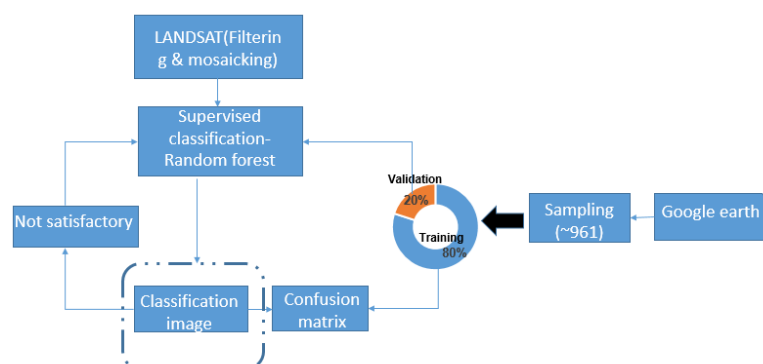 LANDSAT(Filterin
g & mosaicking)
Supervised
classification-
Random forest
Validation
20%
Training
80%
Not satisfactory
Sampling
(~961)
Google earth
Classification
image
Confusion
matrix